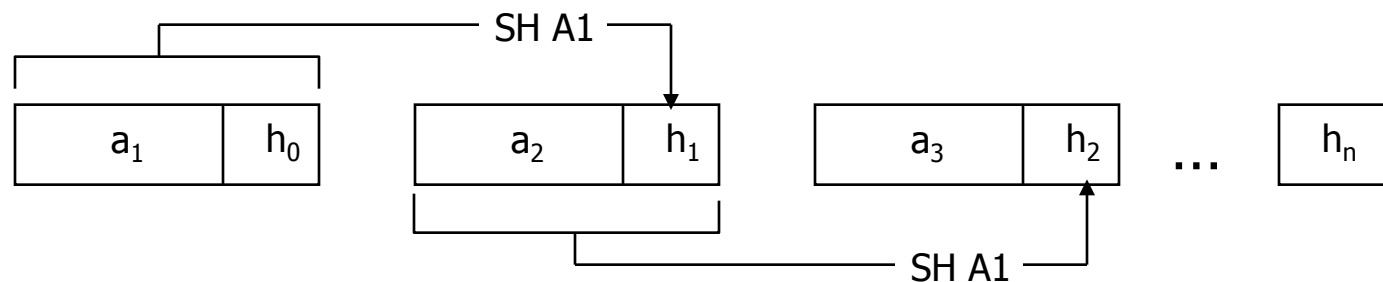 SH A1
a₁ h₀ a₂ h₁ a₃ h₂ ... hₙ
SH A1